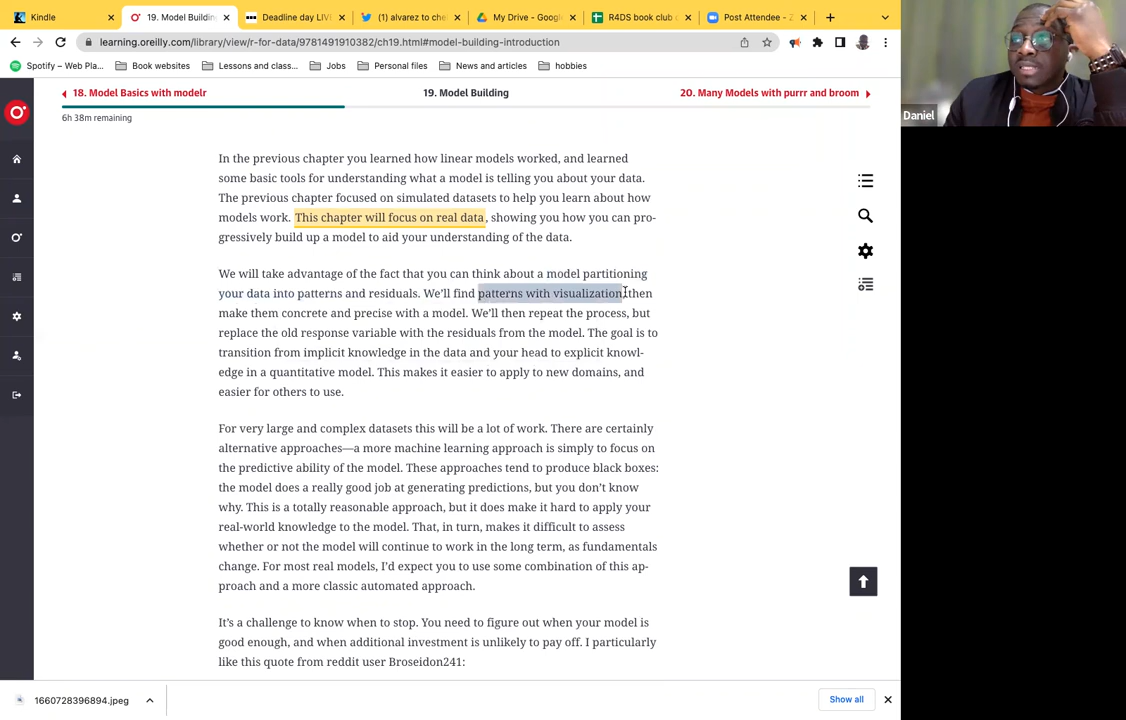 Kindle
19. Model Buildin
Deadline day LIV
(1) alvarez to che
My Drive - Google
R4DS book club -
Post Attendee - Z
learning.oreilly.com/library/view/r-for-data/9781491910382/ch19.html#model-building-introduction
Spotify – Web Pla...
Book websites
Lessons and class...
Jobs
Personal files
News and articles
hobbies
Daniel
18. Model Basics with modelr
19. Model Building
20. Many Models with purrr and broom
6h 38m remaining
In the previous chapter you learned how linear models worked, and learned
some basic tools for understanding what a model is telling you about your data.
The previous chapter focused on simulated datasets to help you learn about how
models work. This chapter will focus on real data, showing you how you can pro-
gressively build up a model to aid your understanding of the data.
We will take advantage of the fact that you can think about a model partitioning
your data into patterns and residuals. We’ll find patterns with visualization, then
make them concrete and precise with a model. We’ll then repeat the process, but
replace the old response variable with the residuals from the model. The goal is to
transition from implicit knowledge in the data and your head to explicit knowl-
edge in a quantitative model. This makes it easier to apply to new domains, and
easier for others to use.
For very large and complex datasets this will be a lot of work. There are certainly
alternative approaches—a more machine learning approach is simply to focus on
the predictive ability of the model. These approaches tend to produce black boxes:
the model does a really good job at generating predictions, but you don’t know
why. This is a totally reasonable approach, but it does make it hard to apply your
real-world knowledge to the model. That, in turn, makes it difficult to assess
whether or not the model will continue to work in the long term, as fundamentals
change. For most real models, I’d expect you to use some combination of this ap-
proach and a more classic automated approach.
It’s a challenge to know when to stop. You need to figure out when your model is
good enough, and when additional investment is unlikely to pay off. I particularly
like this quote from reddit user Broseidon241:
1660728396894.jpeg
Show all